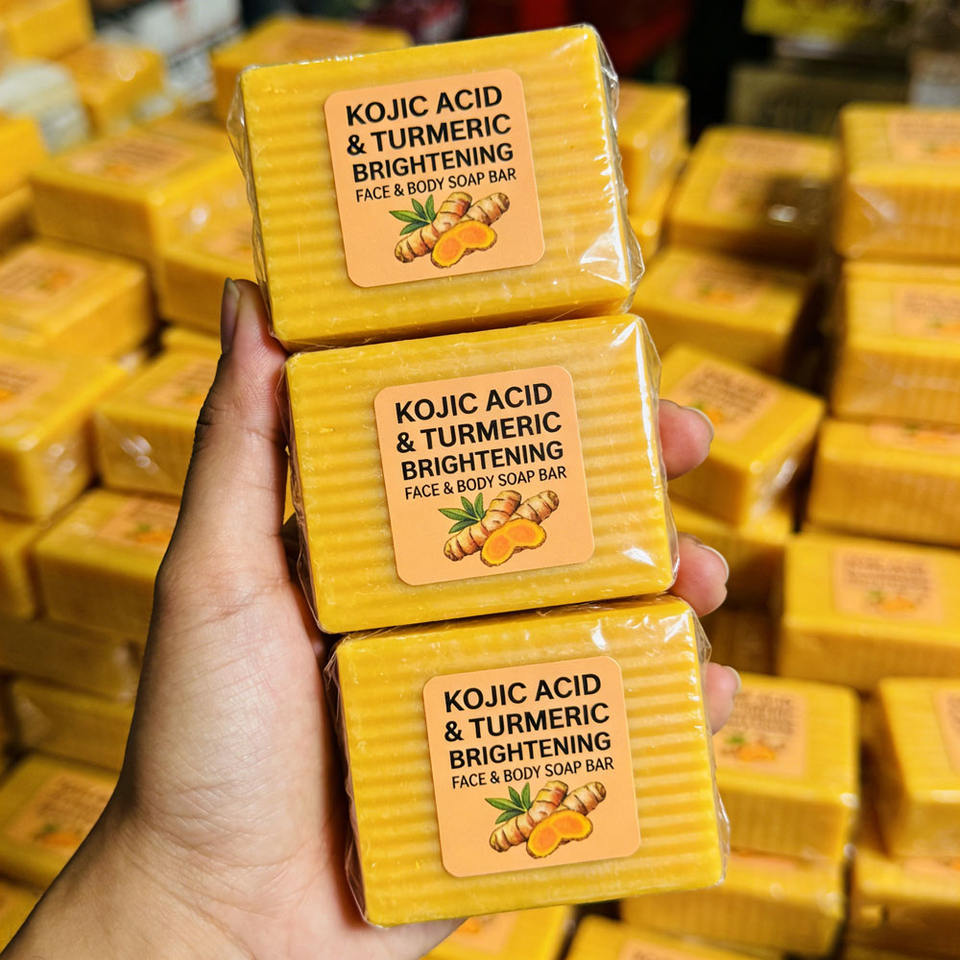 KOJIC ACID
& TURMERIC
BRIGHTENING
FACE & BODY SOAP BAR
KOJIC ACID
& TURMERIC
BRIGHTENING
FACE & BODY SOAP BAR
KOJIC ACID
& TURMERIC
BRIGHTENING
FACE & BODY SOAP BAR